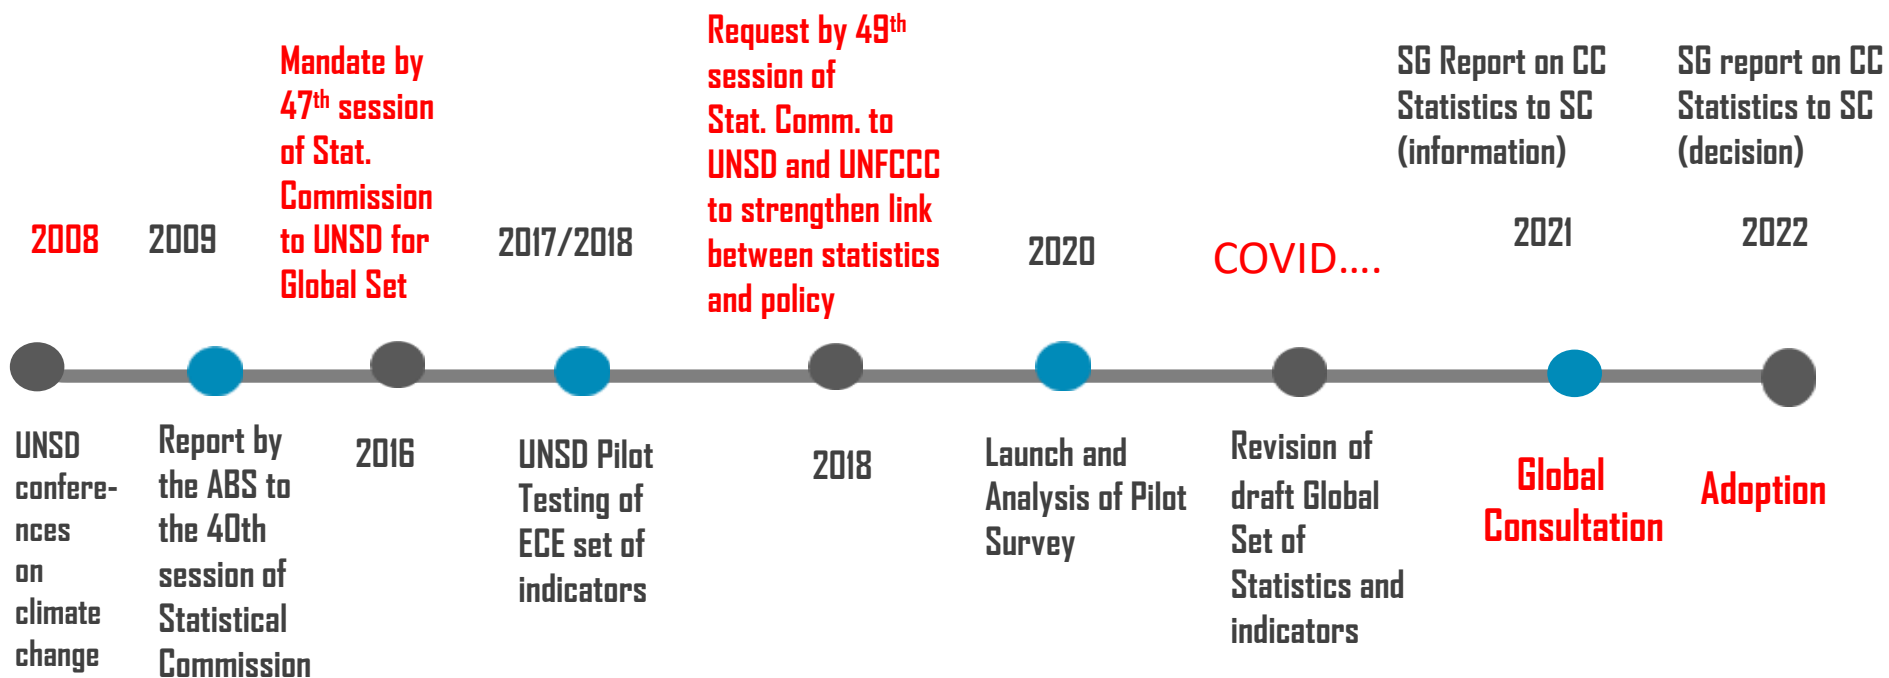 2008
UNSD
confere-
nces
on
climate
change
2009
Report by
the ABS to
the 40th
session of
Statistical
Commission
Mandate by
47th session
of Stat.
Commission
to UNSD for
Global Set
2016
2017/2018
UNSD Pilot
Testing of
ECE set of
indicators
Request by 49th
session of
Stat. Comm. to
UNSD and UNFCCC
to strengthen link
between statistics
and policy
2018
2020
Launch and
Analysis of Pilot
Survey
COVID....
Revision of
draft Global
Set of
Statistics and
indicators
SG Report on CC
Statistics to SC
(information)
2021
Global
Consultation
SG report on CC
Statistics to SC
(decision)
2022
Adoption